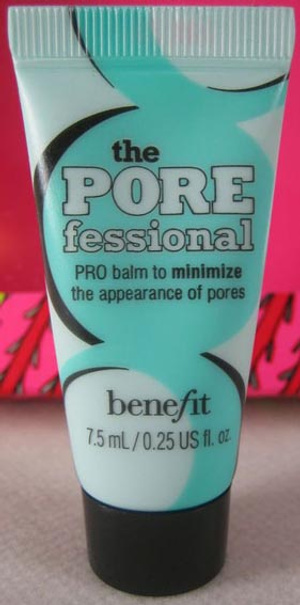 the
PORE
fessional
PRO balm to minimize
the appearance of pores
benefit
7.5 mL / 0.25 US fl. oz.